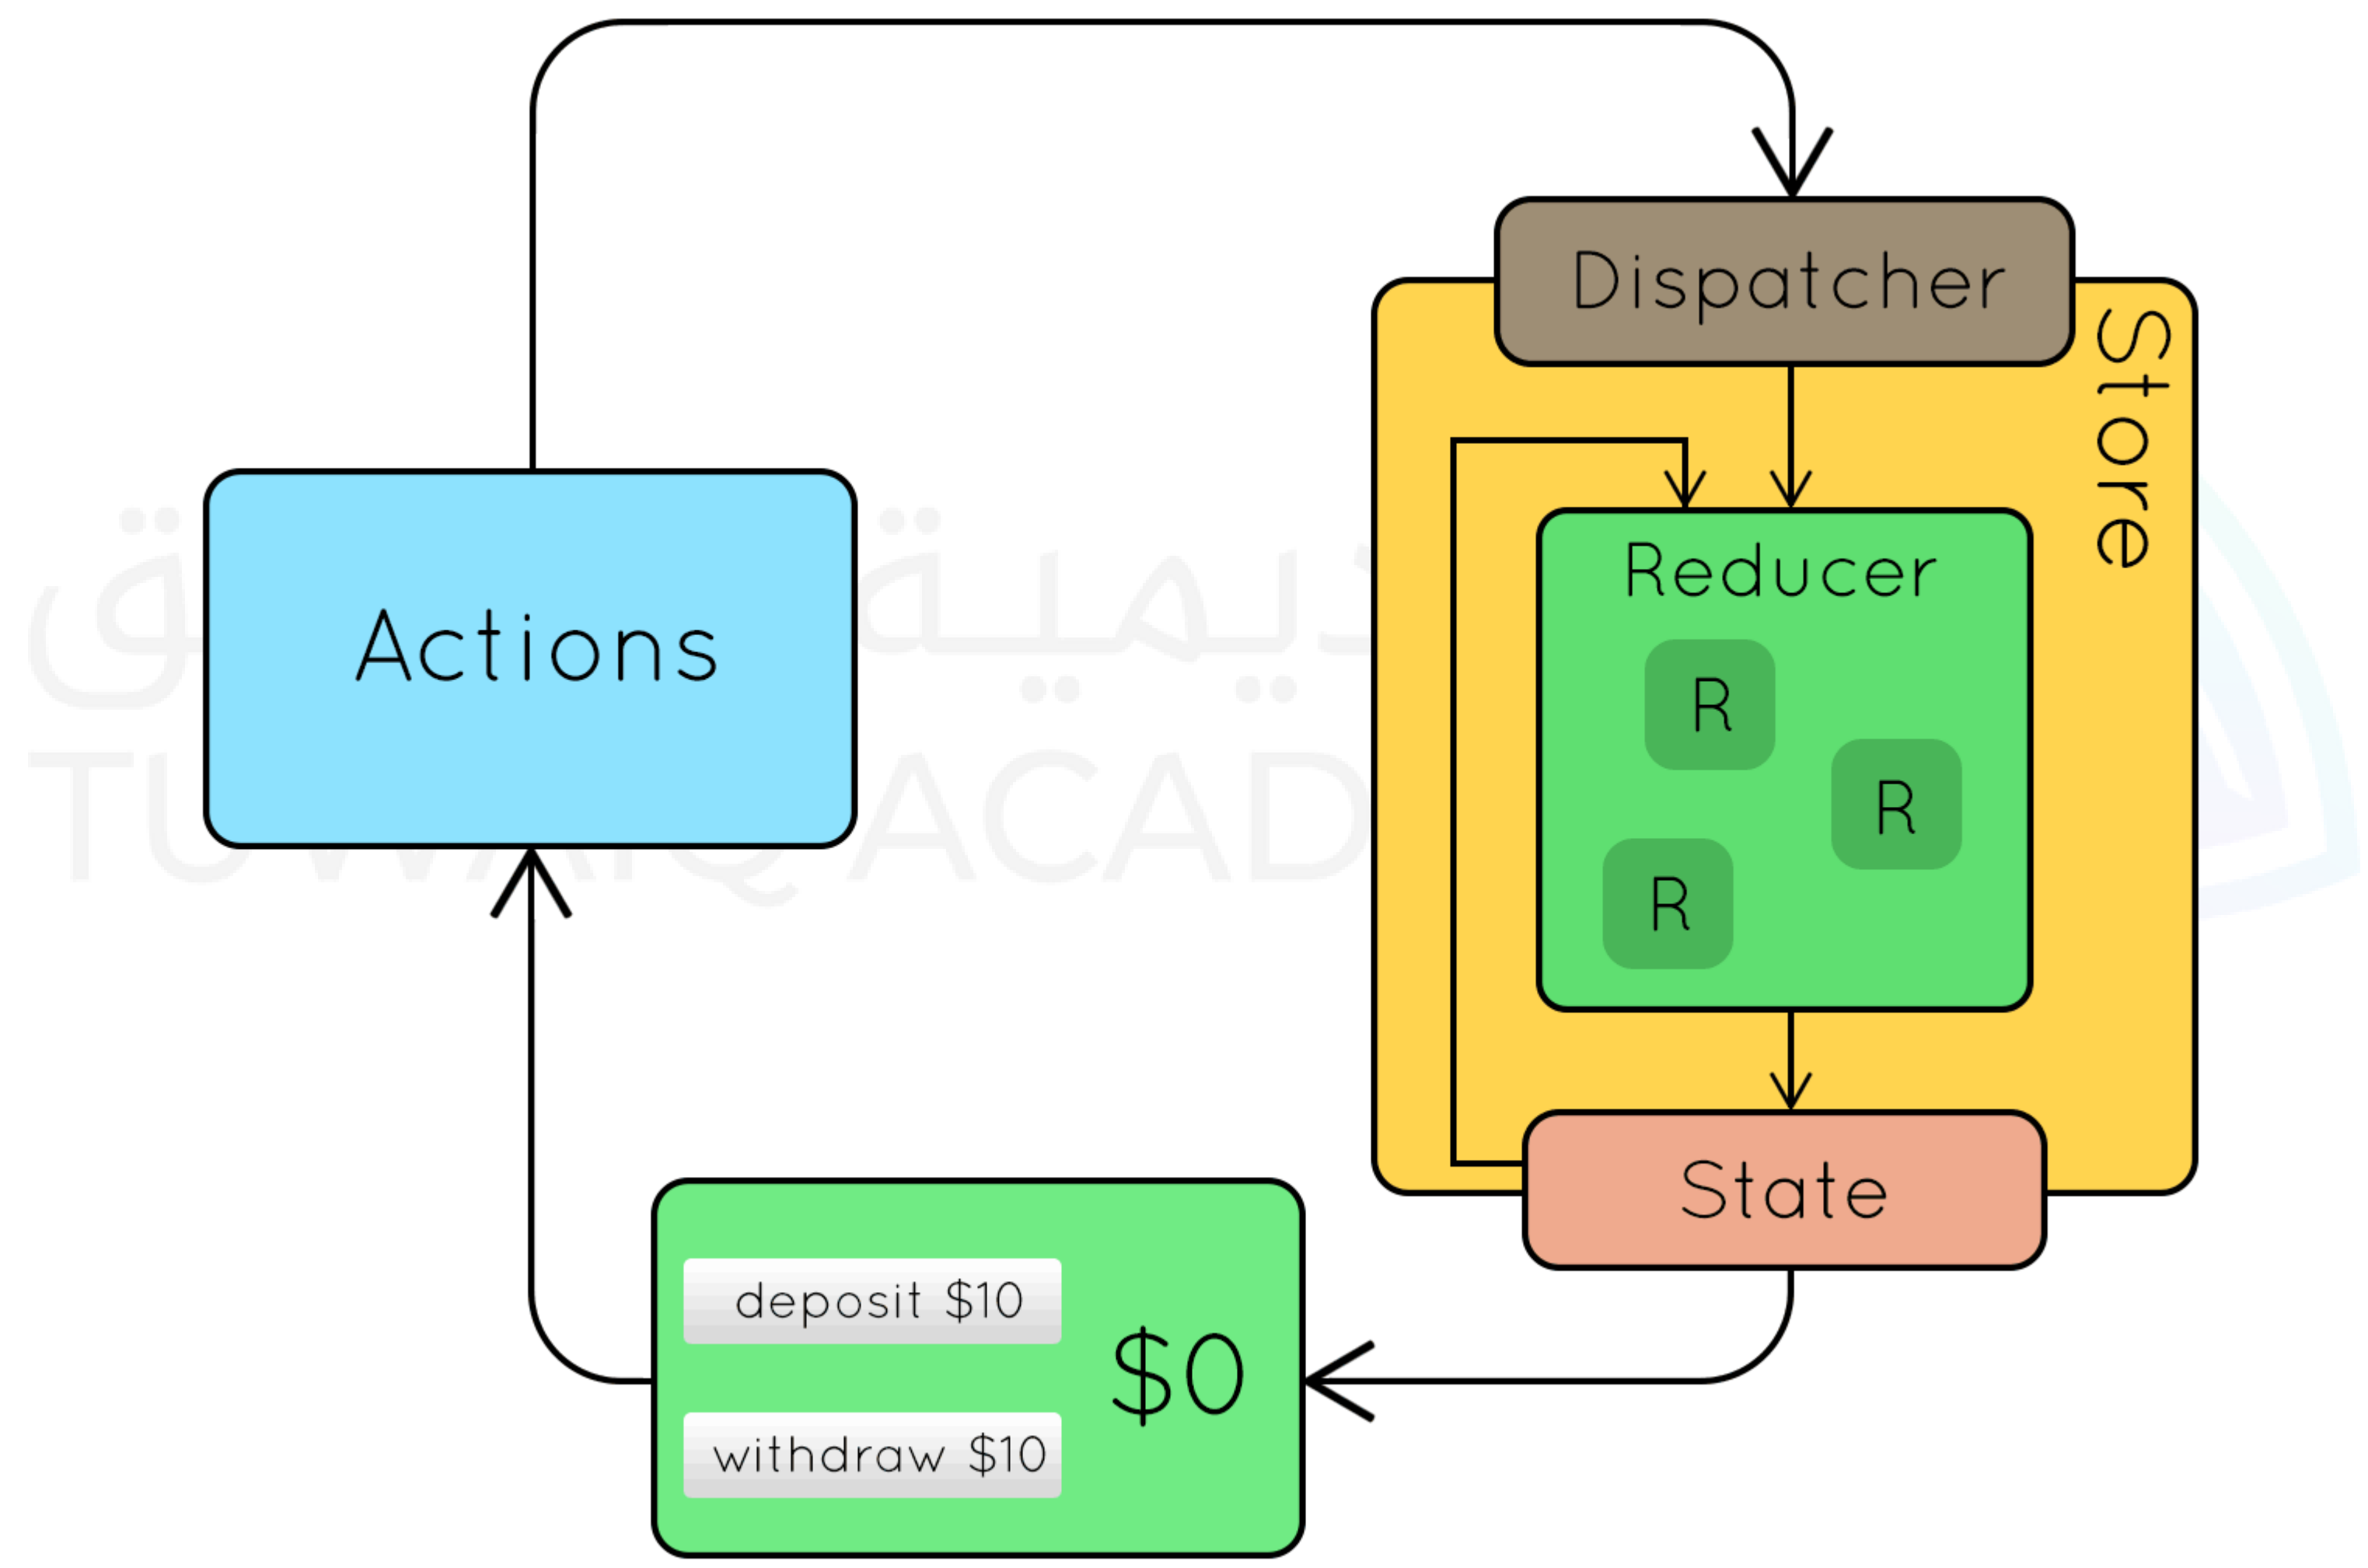 Dispatcher
Store
Reducer
R
R
R
Actions
State
deposit $10
$0
withdraw $10